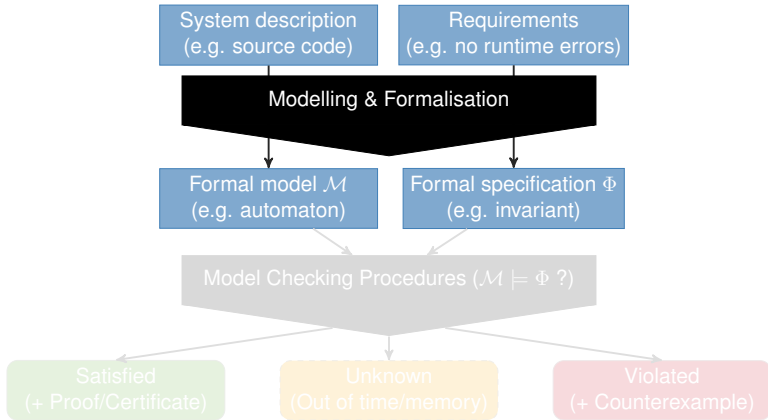 System description
(e.g. source code)
Requirements
(e.g. no runtime errors)
Modelling & Formalisation
Formal model ℳ
(e.g. automaton)
Formal specification Φ
(e.g. invariant)
Model Checking Procedures (ℳ ⊨ Φ ?)
Satisfied
(+ Proof/Certificate)
Unknown
(Out of time/memory)
Violated
(+ Counterexample)